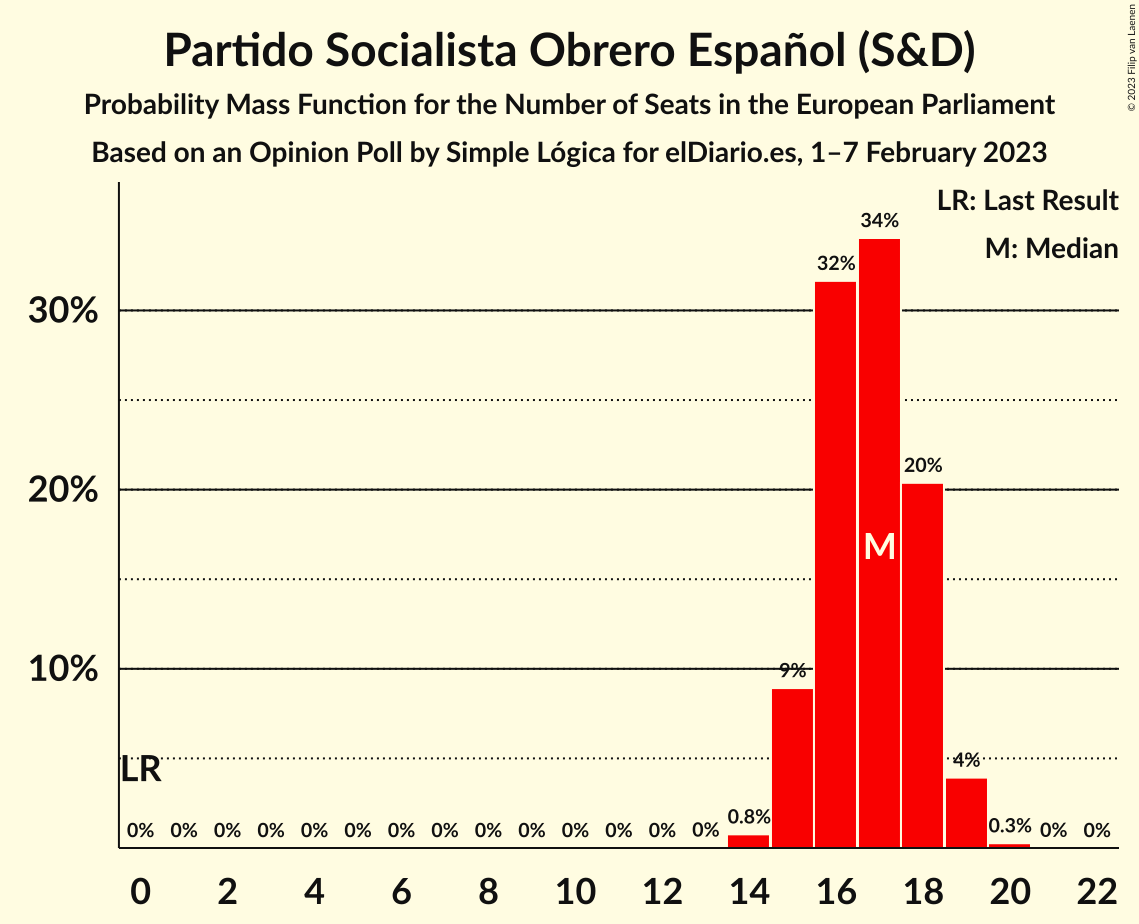 Partido Socialista Obrero Español (S&D)
Probability Mass Function for the Number of Seats in the European Parliament
Based on an Opinion Poll by Simple Lógica for elDiario.es, 1–7 February 2023
© 2023 Filip van Laenen
LR: Last Result
M: Median
30%
20%
10%
LR
M
0% 0% 0% 0% 0% 0% 0% 0% 0% 0% 0% 0% 0% 0% 0.8% 9% 32% 34% 20% 4% 0.3% 0% 0%
0 2 4 6 8 10 12 14 16 18 20 22